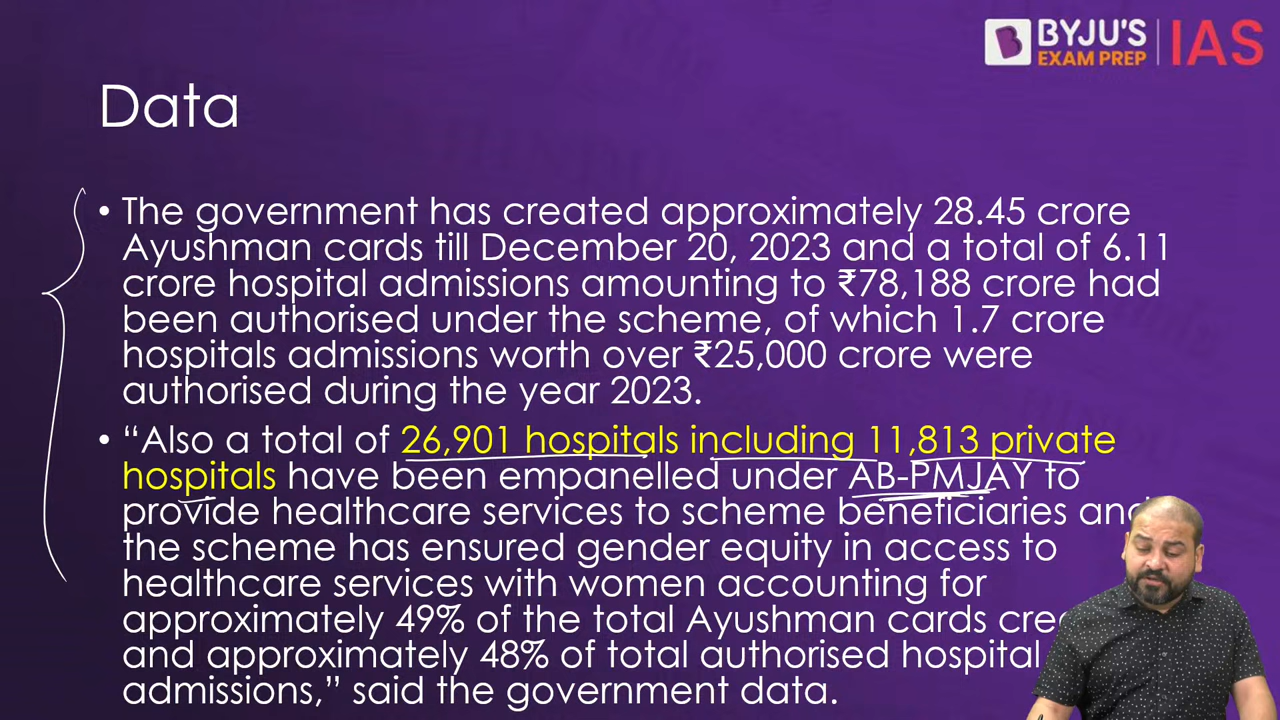 BYJU'S IAS
EXAM PREP
Data
• The government has created approximately 28.45 crore
Ayushman cards till December 20, 2023 and a total of 6.11
crore hospital admissions amounting to ₹78,188 crore had
been authorised under the scheme, of which 1.7 crore
hospitals admissions worth over ₹25,000 crore were
authorised during the year 2023.
• “Also a total of 26,901 hospitals including 11,813 private
hospitals have been empanelled under AB-PMJAY to
provide healthcare services to scheme beneficiaries and
the scheme has ensured gender equity in access to
healthcare services with women accounting for
approximately 49% of the total Ayushman cards
and approximately 48% of total authorised hospital
admissions,” said the government data.